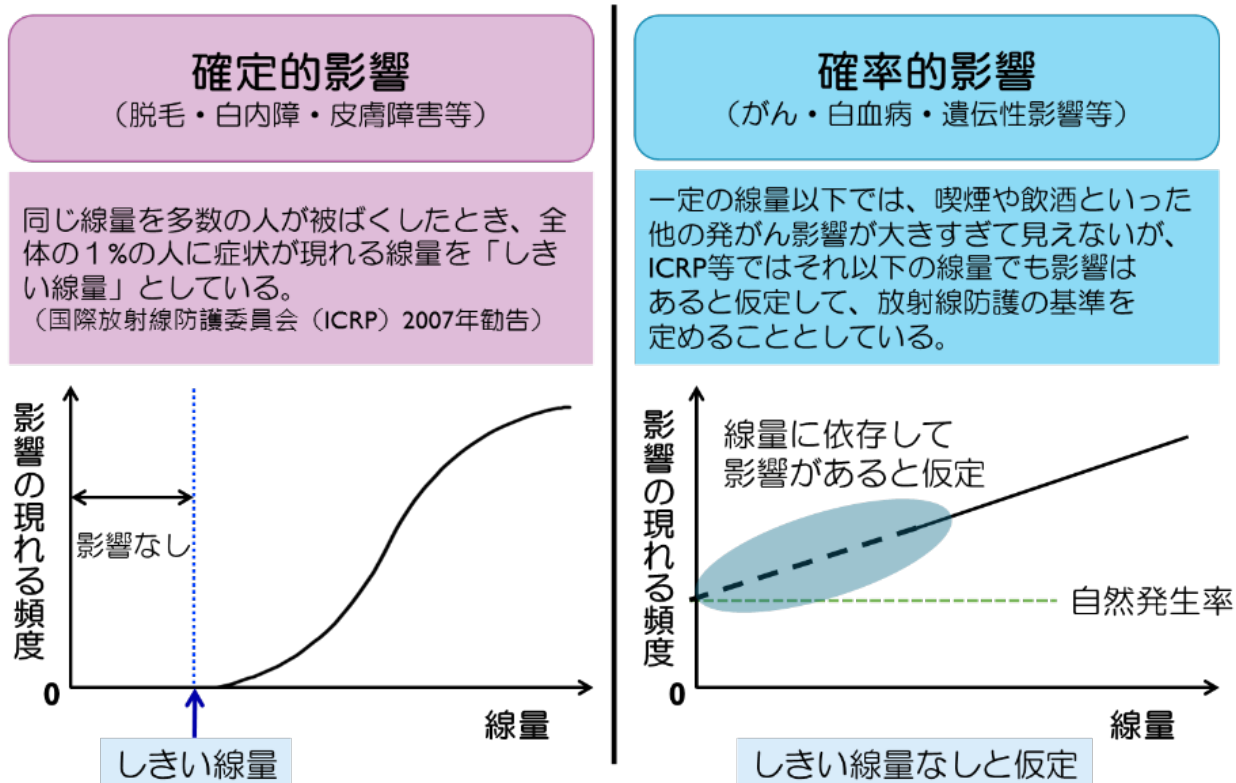 確定的影響
（脱毛・白内障・皮膚障害等）
同じ線量を多数の人が被ばくしたとき、全
体の１%の人に症状が現れる線量を「しき
い線量」としている。
（国際放射線防護委員会（ICRP）2007年勧告）
影響の現れる頻度
影響なし
0
線量
しきい線量
確率的影響
（がん・白血病・遺伝性影響等）
一定の線量以下では、喫煙や飲酒といった
他の発がん影響が大きすぎて見えないが、
ICRP等ではそれ以下の線量でも影響は
あると仮定して、放射線防護の基準を
定めることとしている。
影響の現れる頻度
線量に依存して
影響があると仮定
自然発生率
0
線量
しきい線量なしと仮定